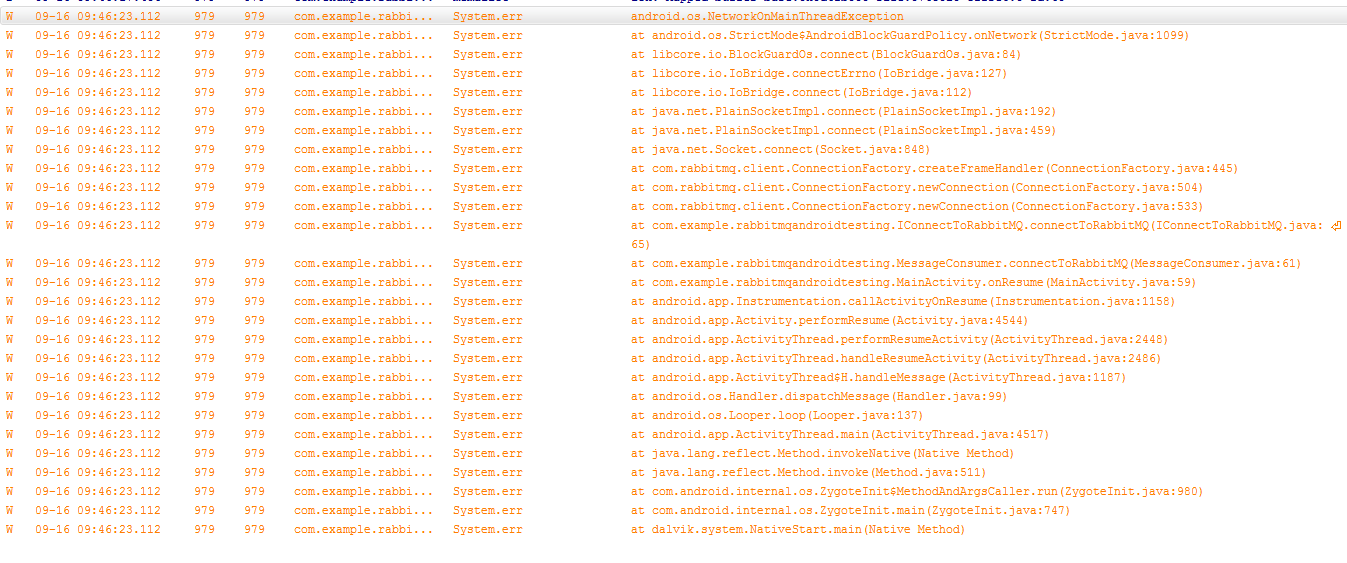 W 09-16 09:46:23.112 979 979 com.example.rabbi... System.err android.os.NetworkOnMainThreadException
W 09-16 09:46:23.112 979 979 com.example.rabbi... System.err at android.os.StrictMode$AndroidBlockGuardPolicy.onNetwork(StrictMode.java:1099)
W 09-16 09:46:23.112 979 979 com.example.rabbi... System.err at libcore.io.BlockGuardOs.connect(BlockGuardOs.java:84)
W 09-16 09:46:23.112 979 979 com.example.rabbi... System.err at libcore.io.IoBridge.connectErrno(IoBridge.java:127)
W 09-16 09:46:23.112 979 979 com.example.rabbi... System.err at libcore.io.IoBridge.connect(IoBridge.java:112)
W 09-16 09:46:23.112 979 979 com.example.rabbi... System.err at java.net.PlainSocketImpl.connect(PlainSocketImpl.java:192)
W 09-16 09:46:23.112 979 979 com.example.rabbi... System.err at java.net.PlainSocketImpl.connect(PlainSocketImpl.java:459)
W 09-16 09:46:23.112 979 979 com.example.rabbi... System.err at java.net.Socket.connect(Socket.java:848)
W 09-16 09:46:23.112 979 979 com.example.rabbi... System.err at com.rabbitmq.client.ConnectionFactory.createFrameHandler(ConnectionFactory.java:445)
W 09-16 09:46:23.112 979 979 com.example.rabbi... System.err at com.rabbitmq.client.ConnectionFactory.newConnection(ConnectionFactory.java:504)
W 09-16 09:46:23.112 979 979 com.example.rabbi... System.err at com.rabbitmq.client.ConnectionFactory.newConnection(ConnectionFactory.java:533)
W 09-16 09:46:23.112 979 979 com.example.rabbi... System.err at com.example.rabbitmqandroidtesting.IConnectToRabbitMQ.connectToRabbitMQ(IConnectToRabbitMQ.java:
65)
W 09-16 09:46:23.112 979 979 com.example.rabbi... System.err at com.example.rabbitmqandroidtesting.MessageConsumer.connectToRabbitMQ(MessageConsumer.java:61)
W 09-16 09:46:23.112 979 979 com.example.rabbi... System.err at com.example.rabbitmqandroidtesting.MainActivity.onResume(MainActivity.java:59)
W 09-16 09:46:23.112 979 979 com.example.rabbi... System.err at android.app.Instrumentation.callActivityOnResume(Instrumentation.java:1158)
W 09-16 09:46:23.112 979 979 com.example.rabbi... System.err at android.app.Activity.performResume(Activity.java:4544)
W 09-16 09:46:23.112 979 979 com.example.rabbi... System.err at android.app.ActivityThread.performResumeActivity(ActivityThread.java:2448)
W 09-16 09:46:23.112 979 979 com.example.rabbi... System.err at android.app.ActivityThread.handleResumeActivity(ActivityThread.java:2486)
W 09-16 09:46:23.112 979 979 com.example.rabbi... System.err at android.app.ActivityThread$H.handleMessage(ActivityThread.java:1187)
W 09-16 09:46:23.112 979 979 com.example.rabbi... System.err at android.os.Handler.dispatchMessage(Handler.java:99)
W 09-16 09:46:23.112 979 979 com.example.rabbi... System.err at android.os.Looper.loop(Looper.java:137)
W 09-16 09:46:23.112 979 979 com.example.rabbi... System.err at android.app.ActivityThread.main(ActivityThread.java:4517)
W 09-16 09:46:23.112 979 979 com.example.rabbi... System.err at java.lang.reflect.Method.invokeNative(Native Method)
W 09-16 09:46:23.112 979 979 com.example.rabbi... System.err at java.lang.reflect.Method.invoke(Method.java:511)
W 09-16 09:46:23.112 979 979 com.example.rabbi... System.err at com.android.internal.os.ZygoteInit$MethodAndArgsCaller.run(ZygoteInit.java:980)
W 09-16 09:46:23.112 979 979 com.example.rabbi... System.err at com.android.internal.os.ZygoteInit.main(ZygoteInit.java:747)
W 09-16 09:46:23.112 979 979 com.example.rabbi... System.err at dalvik.system.NativeStart.main(Native Method)